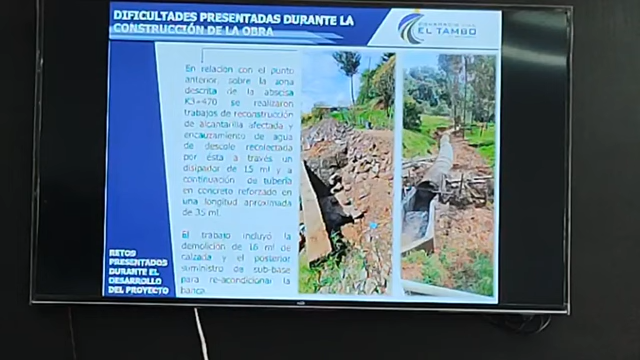 DIFICULTADES PRESENTADAS DURANTE LA
CONSTRUCCIÓN DE LA OBRA
EL TAMBO
En relación con el punto
anterior, sobre la zona
descrita de la abscisa
K3+470 se realizaron
trabajos de reconstrucción
de alcantarilla afectada y
encauzamiento de agua
de descole recolectada
por ésta a través un
disipador de 15 ml y a
continuación de tubería
en concreto reforzado en
una longitud aproximada
de 35 ml.
El trabajo incluyó la
demolición de 16 ml de
calzada y el posterior
suministro de sub-base
para re-acondicionar la
banca.
RETOS
PRESENTADOS
DURANTE EL
DESARROLLO
DEL PROYECTO